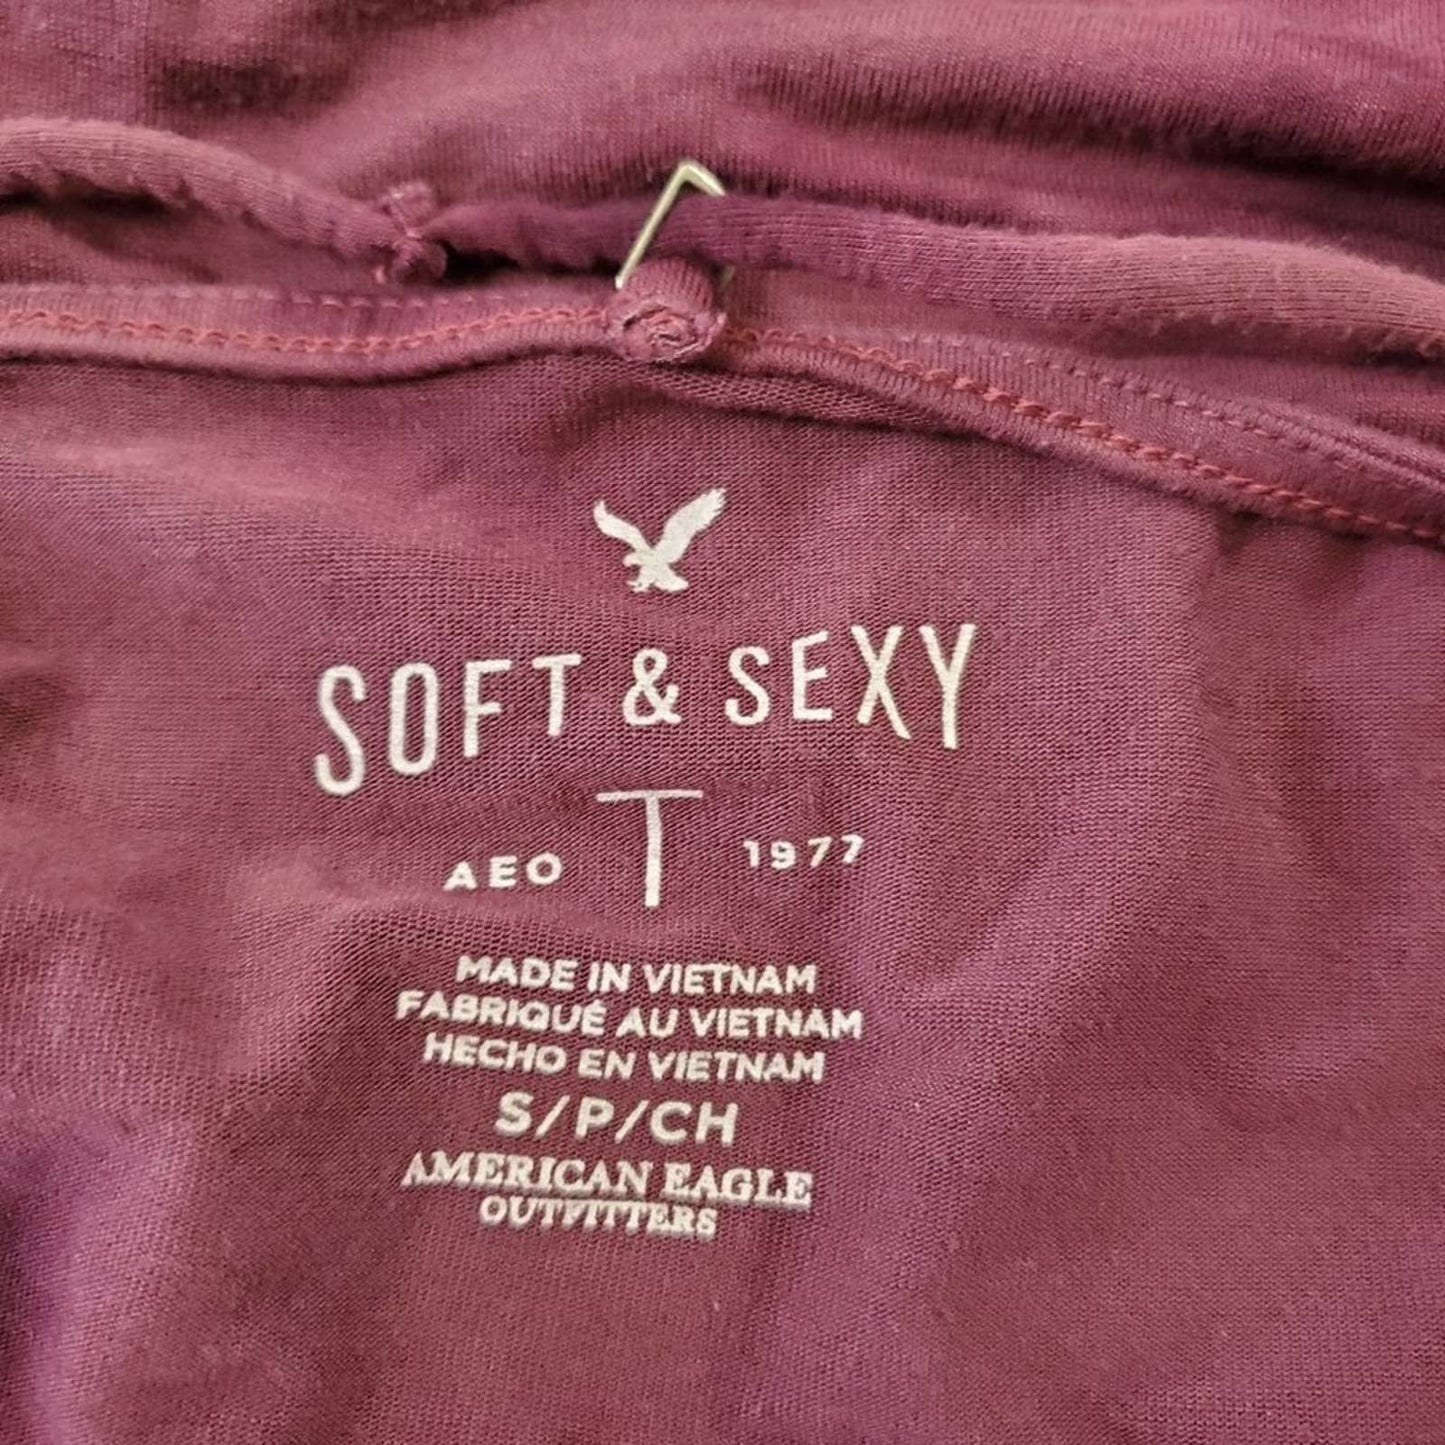 SOFT & SEXY
T
AEO 1977
MADE IN VIETNAM
FABRIQUÉ AU VIETNAM
HECHO EN VIETNAM
S/P/CH
AMERICAN EAGLE
OUTFITTERS